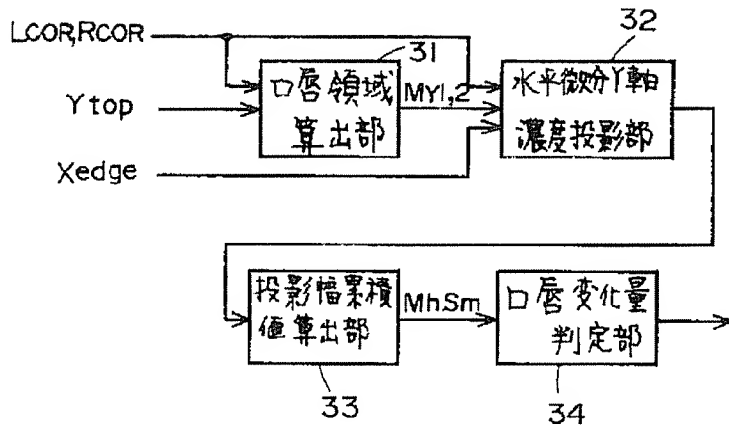 LCOR,RCOR
31
32
口唇領域
算出部
MY1,2
水平微分Y軸
濃度投影部
Ytop
Xedge
投影幅累積
値算出部
MhSm
口唇変化量
判定部
33
34